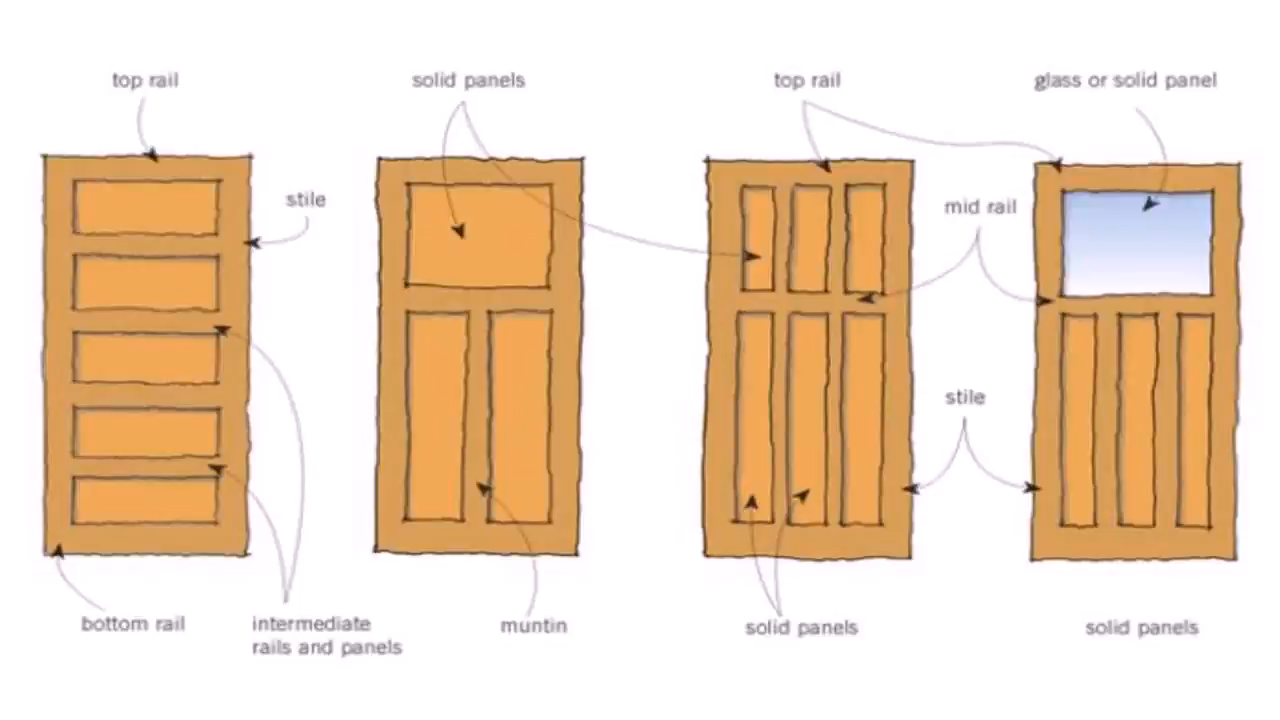 top rail
solid panels
top rail
glass or solid panel
stile
mid rail
stile
bottom rail
intermediate
rails and panels
muntin
solid panels
solid panels